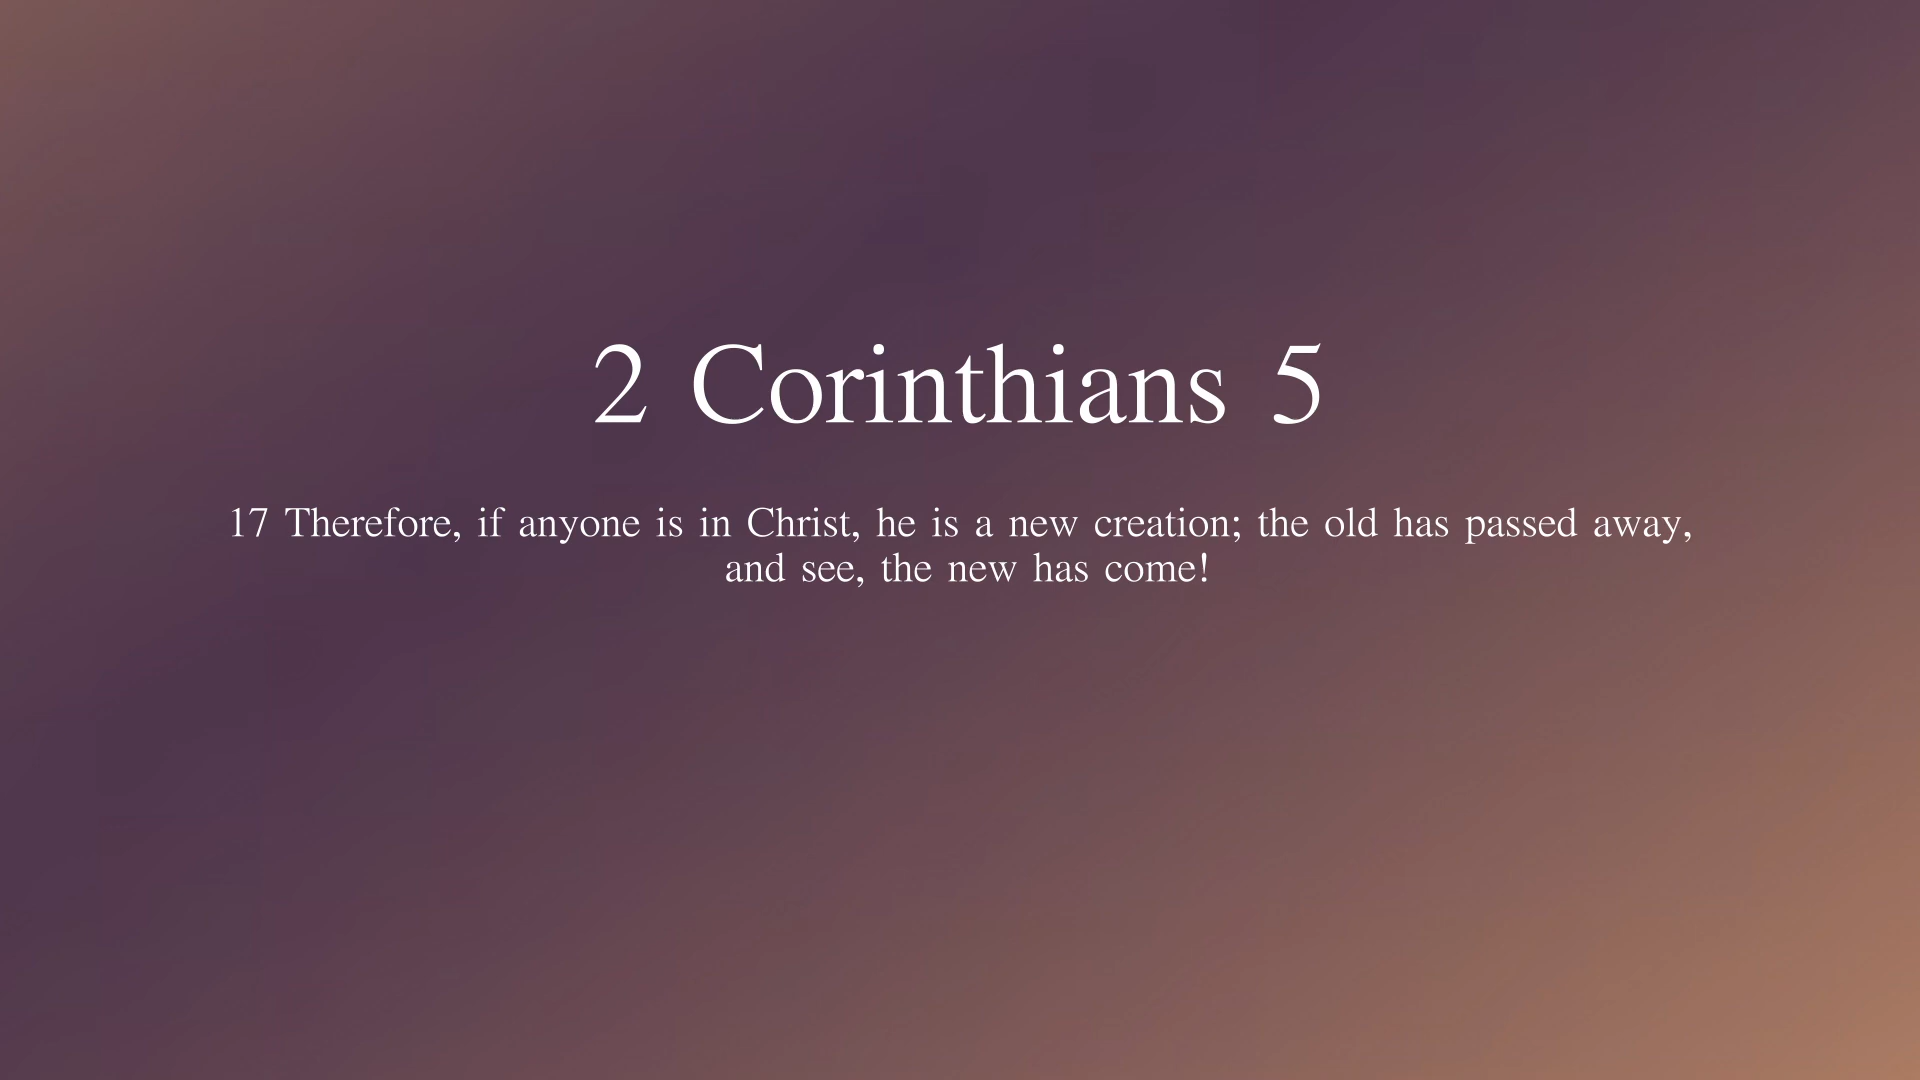 2 Corinthians 5
17 Therefore, if anyone is in Christ, he is a new creation; the old has passed away,
and see, the new has come!